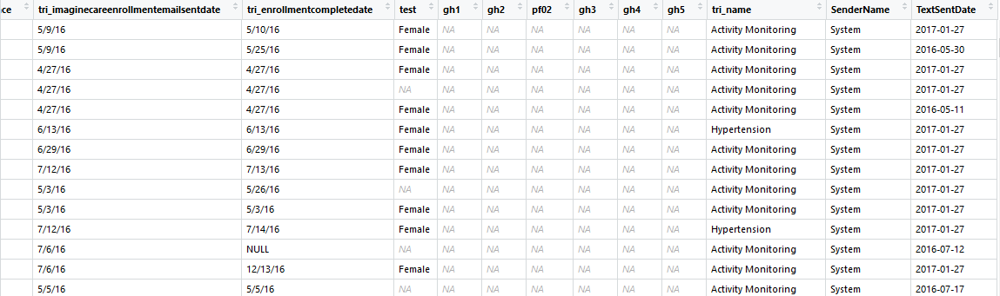 ce tri_imaginecareenrollmentemailsentdate tri_enrollmentcompletedate test gh1 gh2 pf02 gh3 gh4 gh5 tri_name SenderName TextSentDate
5/9/16 5/10/16 Female NA NA NA NA NA NA Activity Monitoring System 2017-01-27
5/9/16 5/25/16 Female NA NA NA NA NA NA Activity Monitoring System 2016-05-30
4/27/16 4/27/16 Female NA NA NA NA NA NA Activity Monitoring System 2017-01-27
4/27/16 4/27/16 NA NA NA NA NA NA NA Activity Monitoring System 2017-01-27
4/27/16 4/27/16 Female NA NA NA NA NA NA Activity Monitoring System 2016-05-11
6/13/16 6/13/16 Female NA NA NA NA NA NA Hypertension System 2017-01-27
6/29/16 6/29/16 Female NA NA NA NA NA NA Activity Monitoring System 2017-01-27
7/12/16 7/13/16 Female NA NA NA NA NA NA Activity Monitoring System 2017-01-27
5/3/16 5/26/16 NA NA NA NA NA NA NA Activity Monitoring System 2017-01-27
5/3/16 5/3/16 Female NA NA NA NA NA NA Activity Monitoring System 2017-01-27
7/12/16 7/14/16 Female NA NA NA NA NA NA Hypertension System 2017-01-27
7/6/16 NULL NA NA NA NA NA NA NA Activity Monitoring System 2016-07-12
7/6/16 12/13/16 Female NA NA NA NA NA NA Activity Monitoring System 2017-01-27
5/5/16 5/5/16 NA NA NA NA NA NA NA Activity Monitoring System 2016-07-17